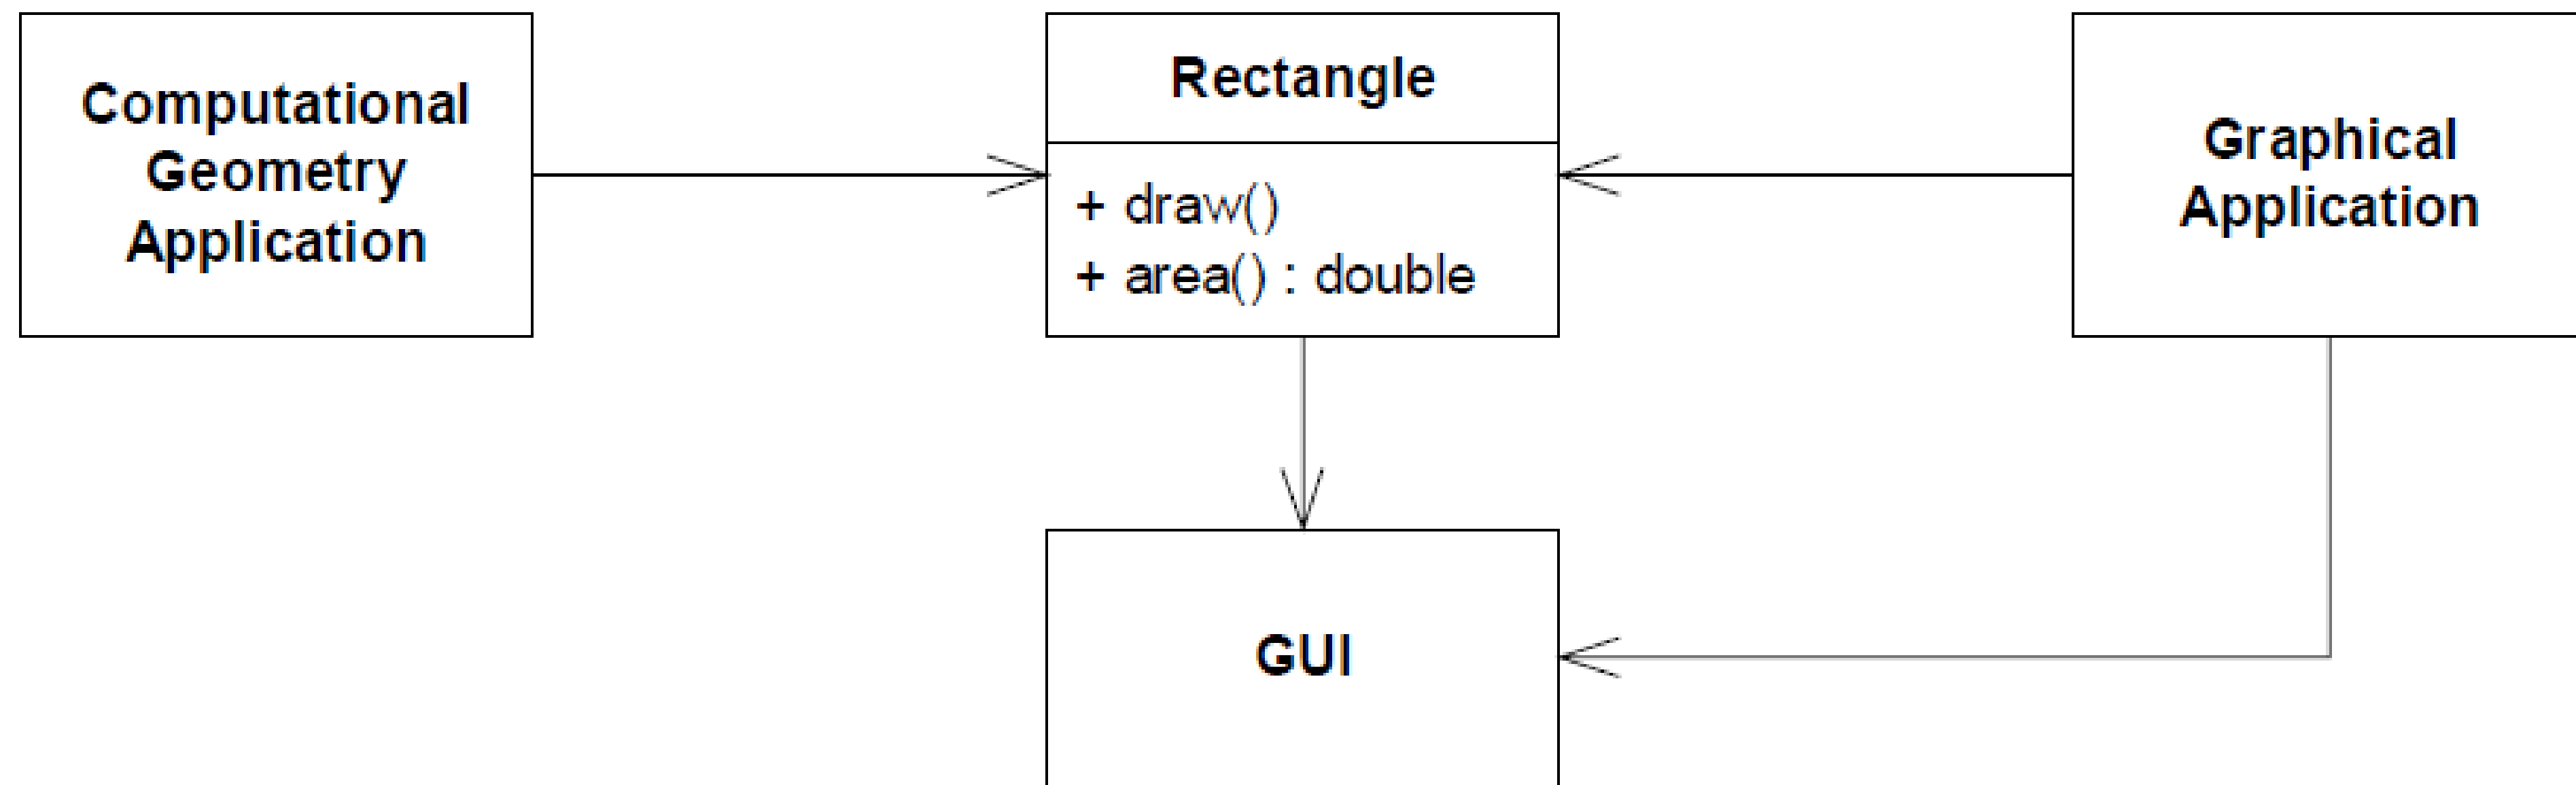 Computational
Geometry
Application
Rectangle
+ draw()
+ area() : double
Graphical
Application
GUI